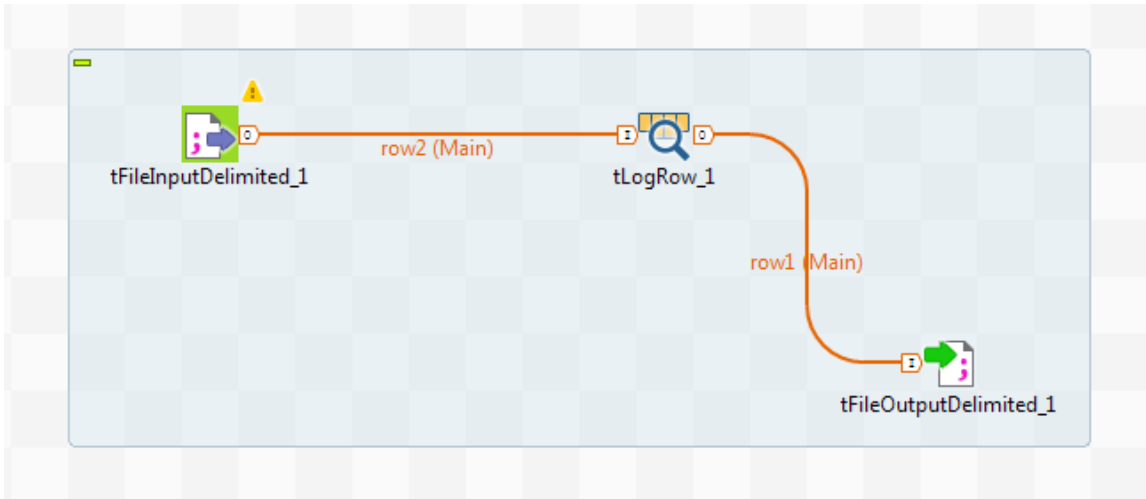 tFileInputDelimited_1
row2 (Main)
tLogRow_1
row1 (Main)
tFileOutputDelimited_1